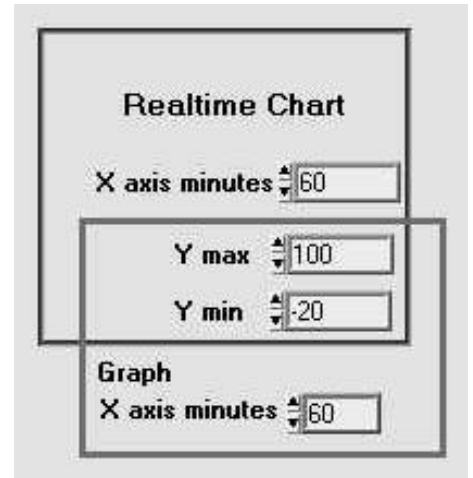 Realtime Chart
X axis minutes 60
Y max 100
Y min -20
Graph
X axis minutes 60